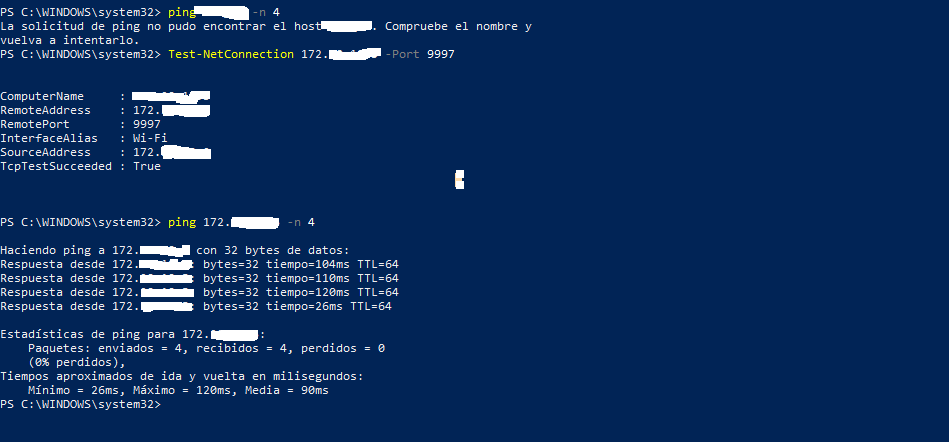 PS C:\WINDOWS\system32> ping -n 4
La solicitud de ping no pudo encontrar el host . Compruebe el nombre y
vuelva a intentarlo.
PS C:\WINDOWS\system32> Test-NetConnection 172. -Port 9997
ComputerName :
RemoteAddress : 172.
RemotePort : 9997
InterfaceAlias : Wi-Fi
SourceAddress : 172.
TcpTestSucceeded : True
PS C:\WINDOWS\system32> ping 172. -n 4
Haciendo ping a 172. con 32 bytes de datos:
Respuesta desde 172. bytes=32 tiempo=104ms TTL=64
Respuesta desde 172. bytes=32 tiempo=110ms TTL=64
Respuesta desde 172. bytes=32 tiempo=120ms TTL=64
Respuesta desde 172. bytes=32 tiempo=26ms TTL=64
Estadísticas de ping para 172. :
Paquetes: enviados = 4, recibidos = 4, perdidos = 0
(0% perdidos),
Tiempos aproximados de ida y vuelta en milisegundos:
Mínimo = 26ms, Máximo = 120ms, Media = 90ms
PS C:\WINDOWS\system32>